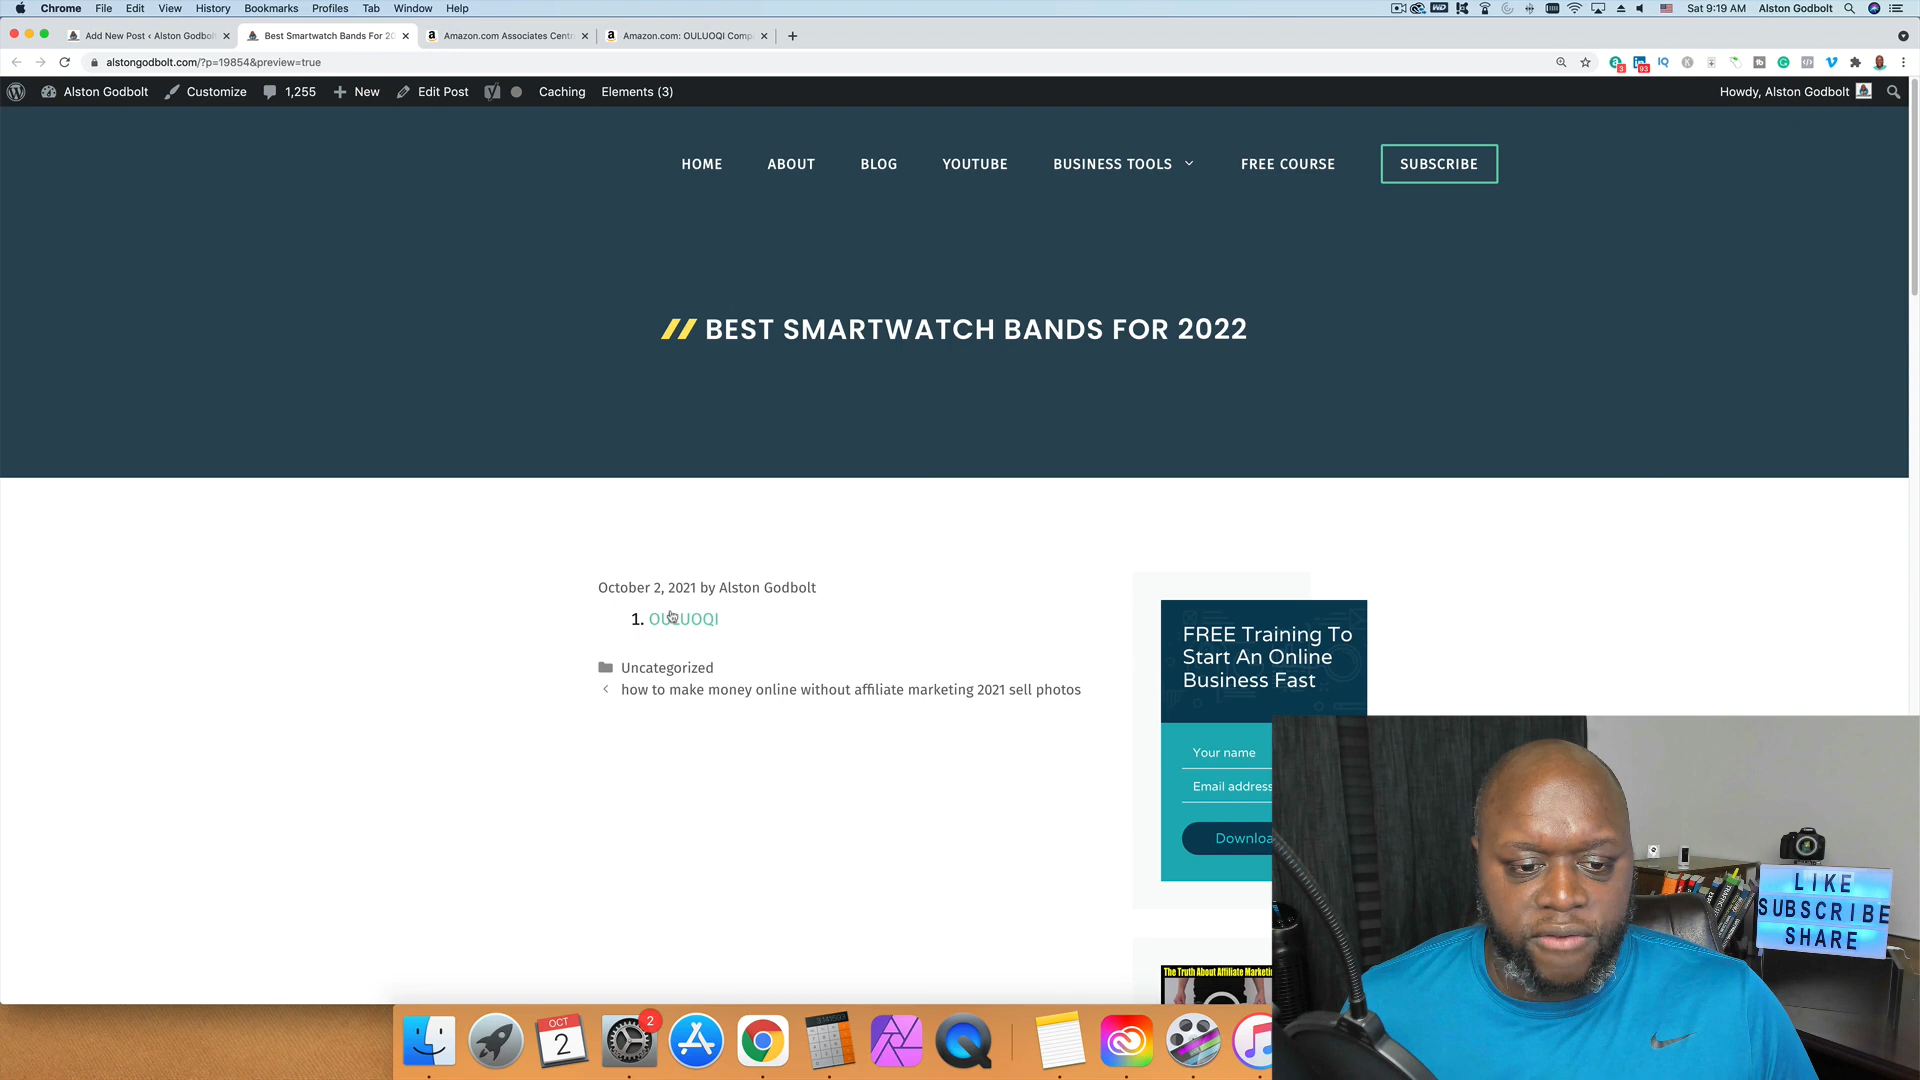 Chrome File Edit View History Bookmarks Profiles Tab Window Help
Sat 9:19 AM Alston Godbolt
Add New Post ‹ Alston Godbol
Best Smartwatch Bands For 20
Amazon.com Associates Centr
Amazon.com: OULUOQI Comp
alstongodbolt.com/?p=19854&preview=true
3
93
Alston Godbolt Customize 1,255 New Edit Post Caching Elements (3)
Howdy, Alston Godbolt
HOME ABOUT BLOG YOUTUBE BUSINESS TOOLS FREE COURSE SUBSCRIBE
// BEST SMARTWATCH BANDS FOR 2022
October 2, 2021 by Alston Godbolt
1. OULUOQI
Uncategorized
how to make money online without affiliate marketing 2021 sell photos
FREE Training To
Start An Online
Business Fast
Your name
Email address
Downloa
The Truth About Affiliate Marketin
LIKE
SUBSCRIBE
SHARE
OCT
2
2